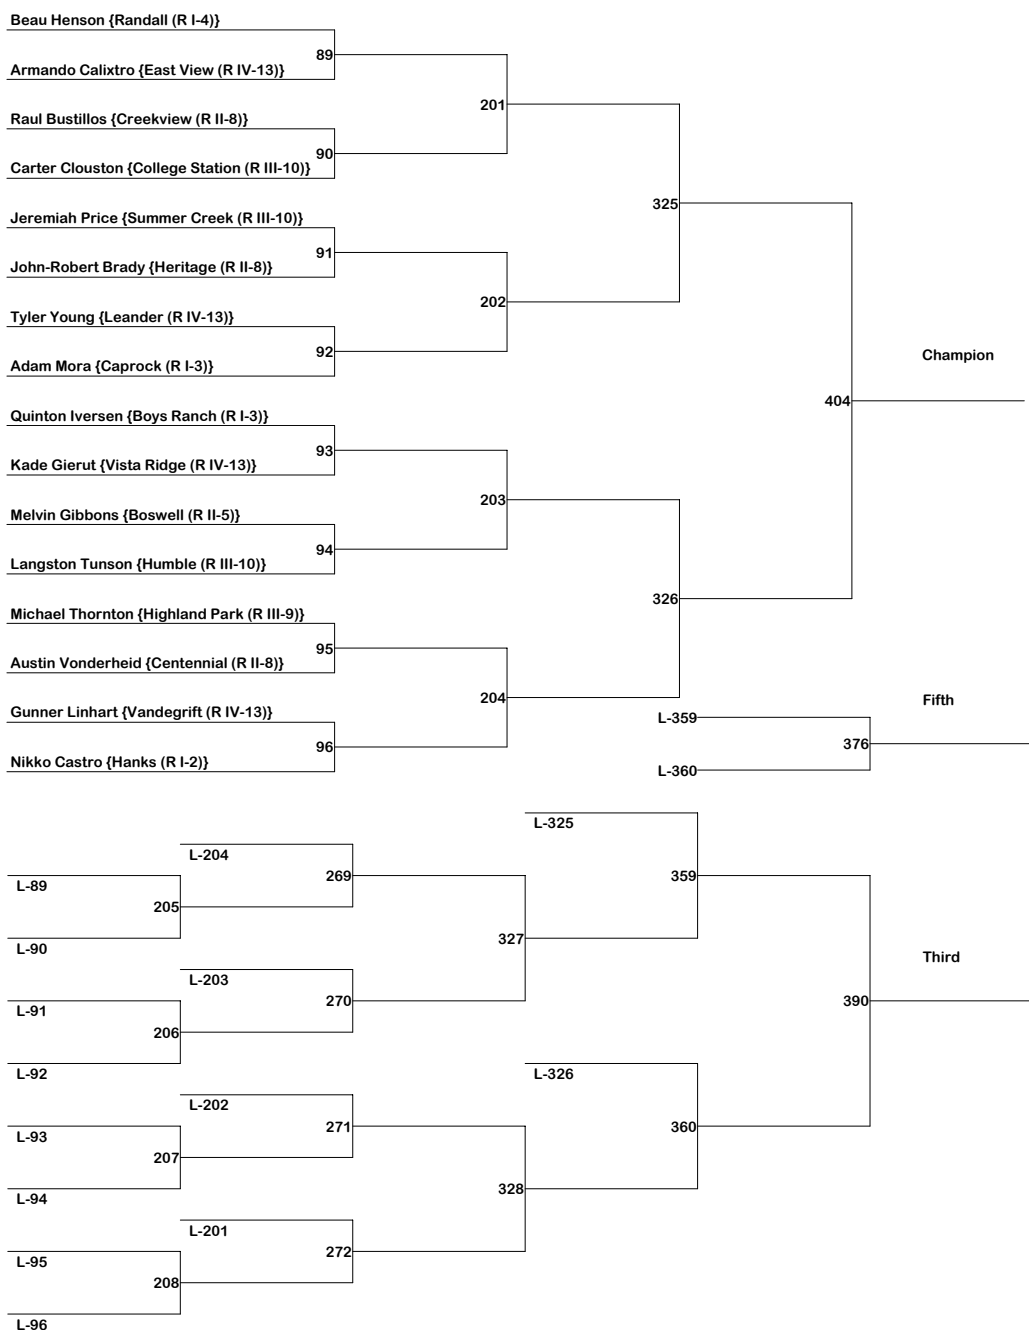 Beau Henson {Randall (R I-4)}
89
Armando Calixtro {East View (R IV-13)}
201
Raul Bustillos {Creekview (R II-8)}
90
Carter Clouston {College Station (R III-10)}
325
Jeremiah Price {Summer Creek (R III-10)}
91
John-Robert Brady {Heritage (R II-8)}
202
Tyler Young {Leander (R IV-13)}
92
Champion
Adam Mora {Caprock (R I-3)}
404
Quinton Iversen {Boys Ranch (R I-3)}
93
Kade Gierut {Vista Ridge (R IV-13)}
203
Melvin Gibbons {Boswell (R II-5)}
94
Langston Tunson {Humble (R III-10)}
326
Michael Thornton {Highland Park (R III-9)}
95
Austin Vonderheid {Centennial (R II-8)}
204
Fifth
Gunner Linhart {Vandegrift (R IV-13)}
L-359
96
376
Nikko Castro {Hanks (R I-2)}
L-360
L-325
L-204
269
359
L-89
205
327
L-90
Third
L-203
270
390
L-91
206
L-92
L-326
L-202
271
360
L-93
207
328
L-94
L-201
272
L-95
208
L-96